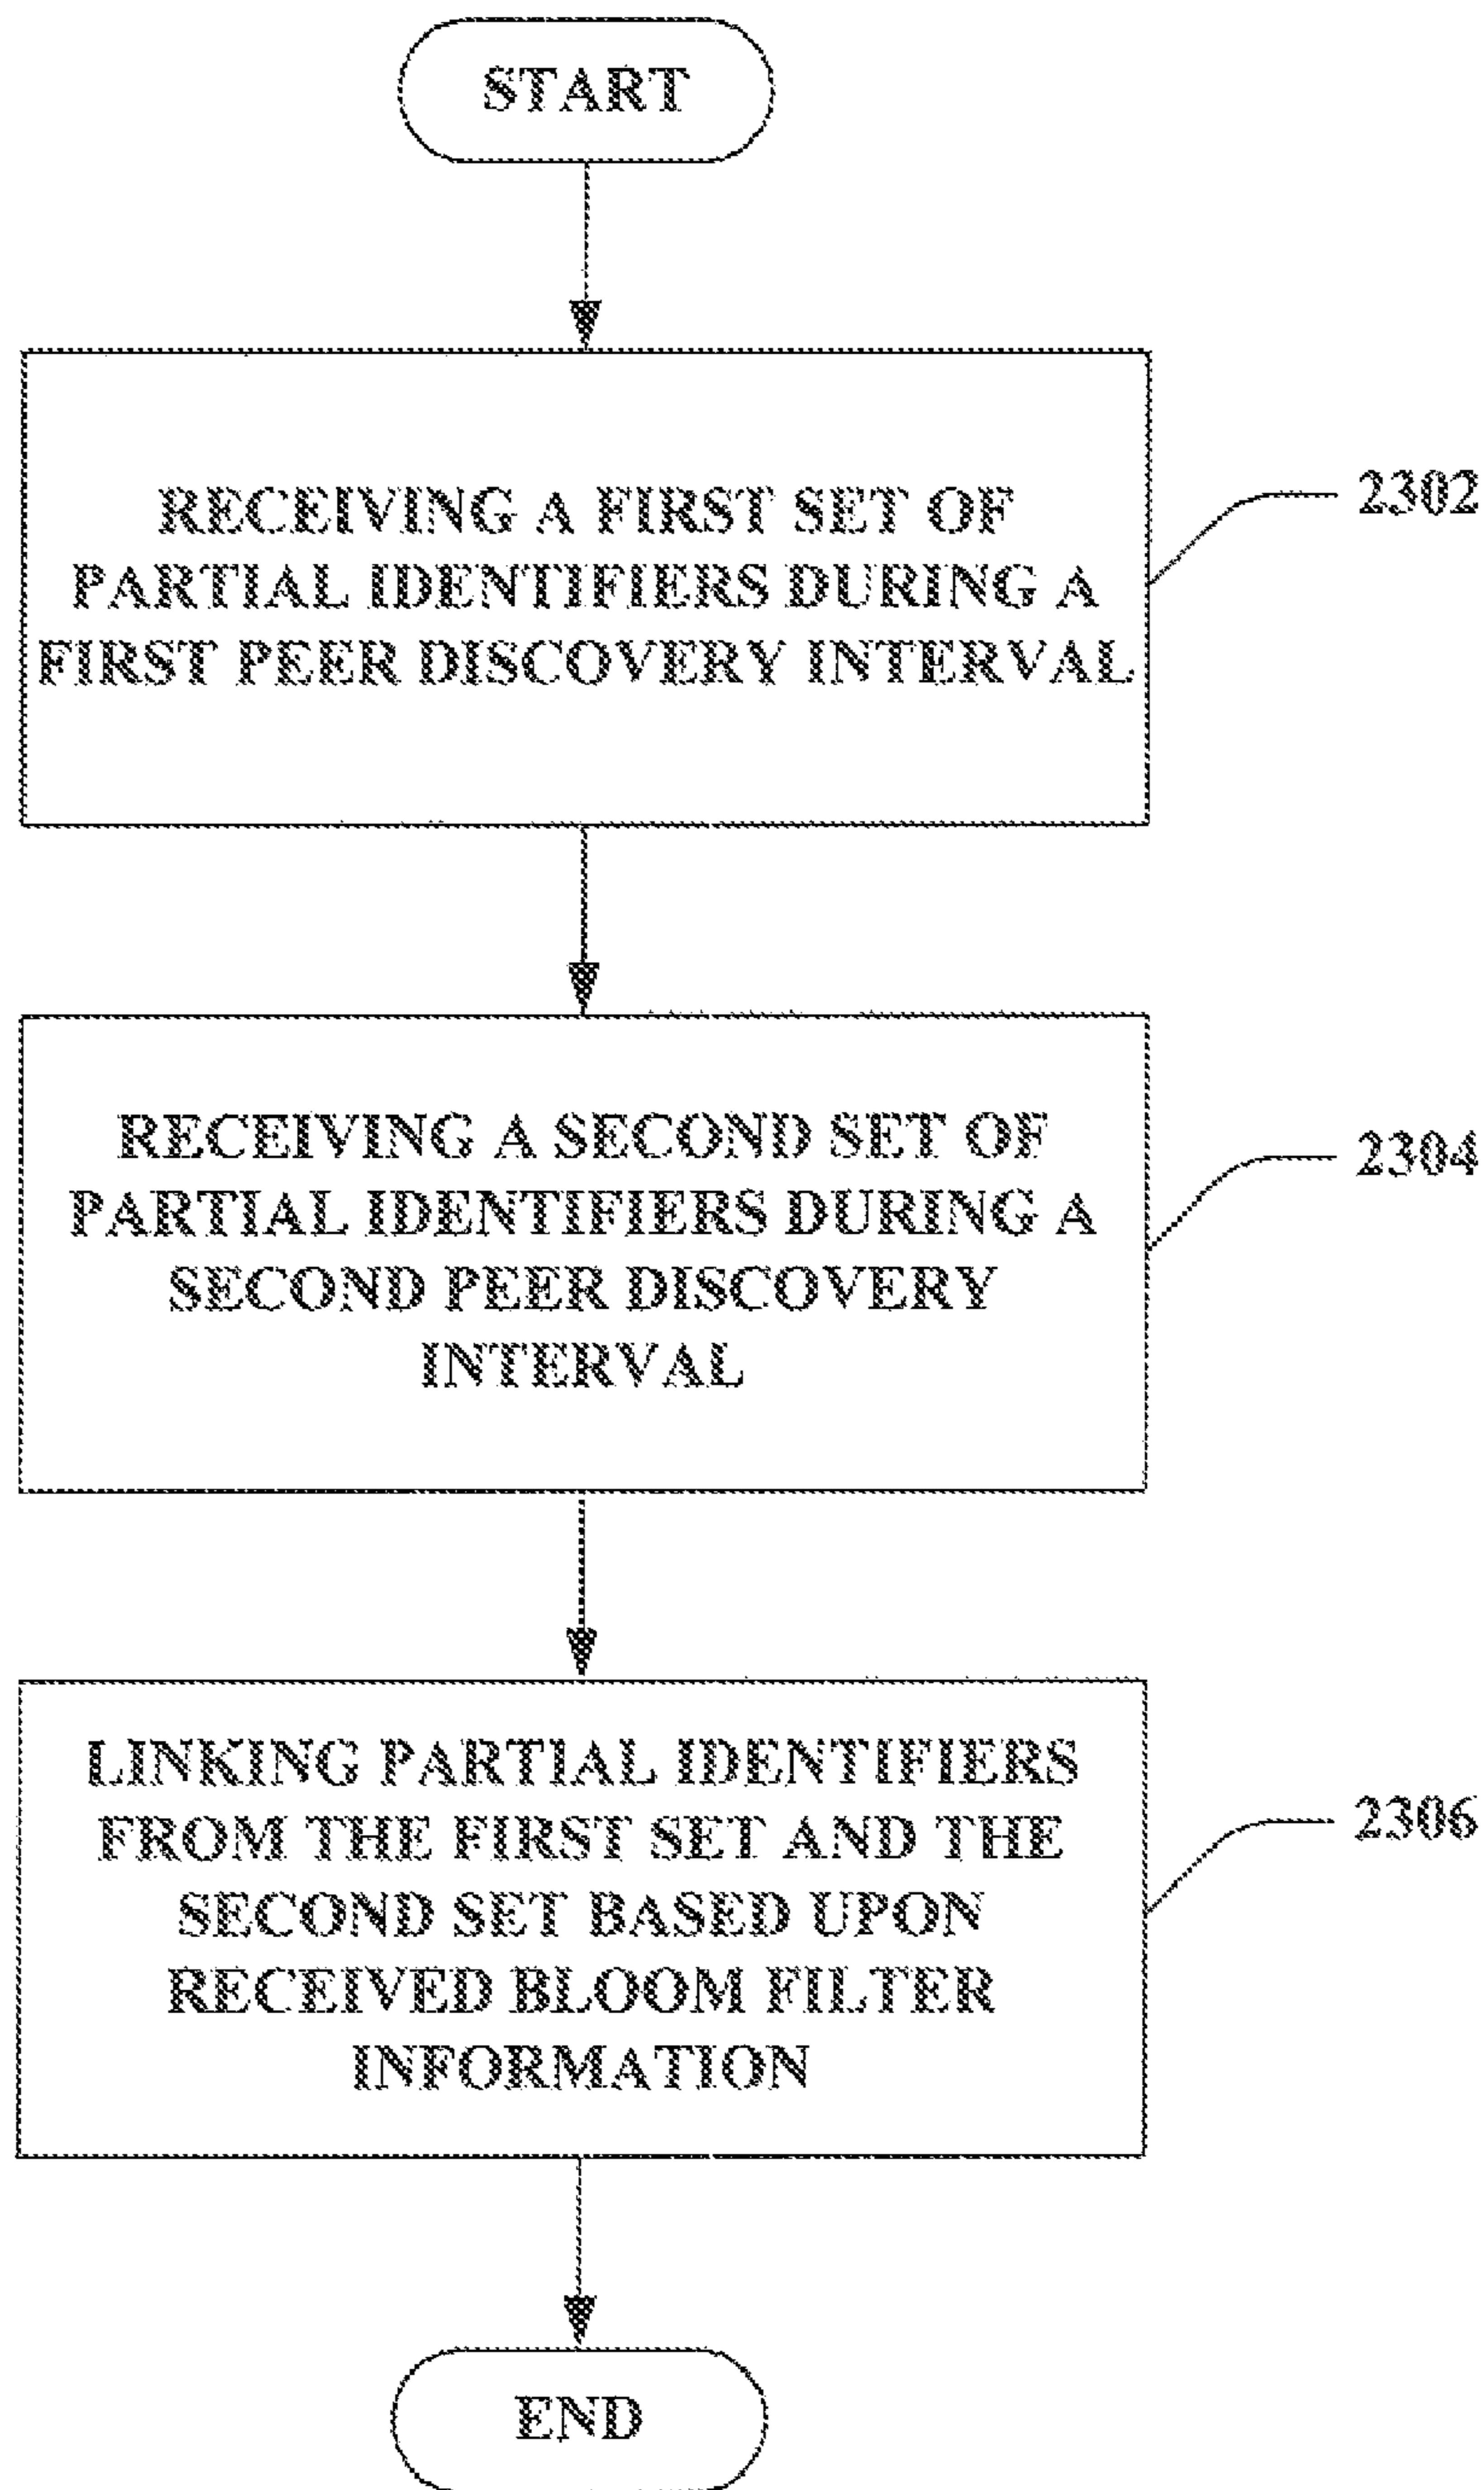 START
RECEIVING A FIRST SET OF
PARTIAL IDENTIFIERS DURING A
FIRST PEER DISCOVERY INTERVAL
2302
RECEIVING A SECOND SET OF
PARTIAL IDENTIFIERS DURING A
SECOND PEER DISCOVERY
INTERVAL
2304
LINKING PARTIAL IDENTIFIERS
FROM THE FIRST SET AND THE
SECOND SET BASED UPON
RECEIVED BLOOM FILTER
INFORMATION
2306
END